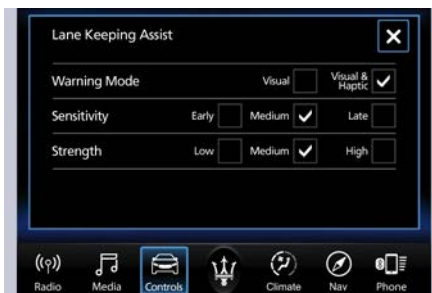 Lane Keeping Assist
Warning Mode Visual Visual & Haptic
Sensitivity Early Medium Late
Strength Low Medium High
Radio Media Controls Climate Nav Phone